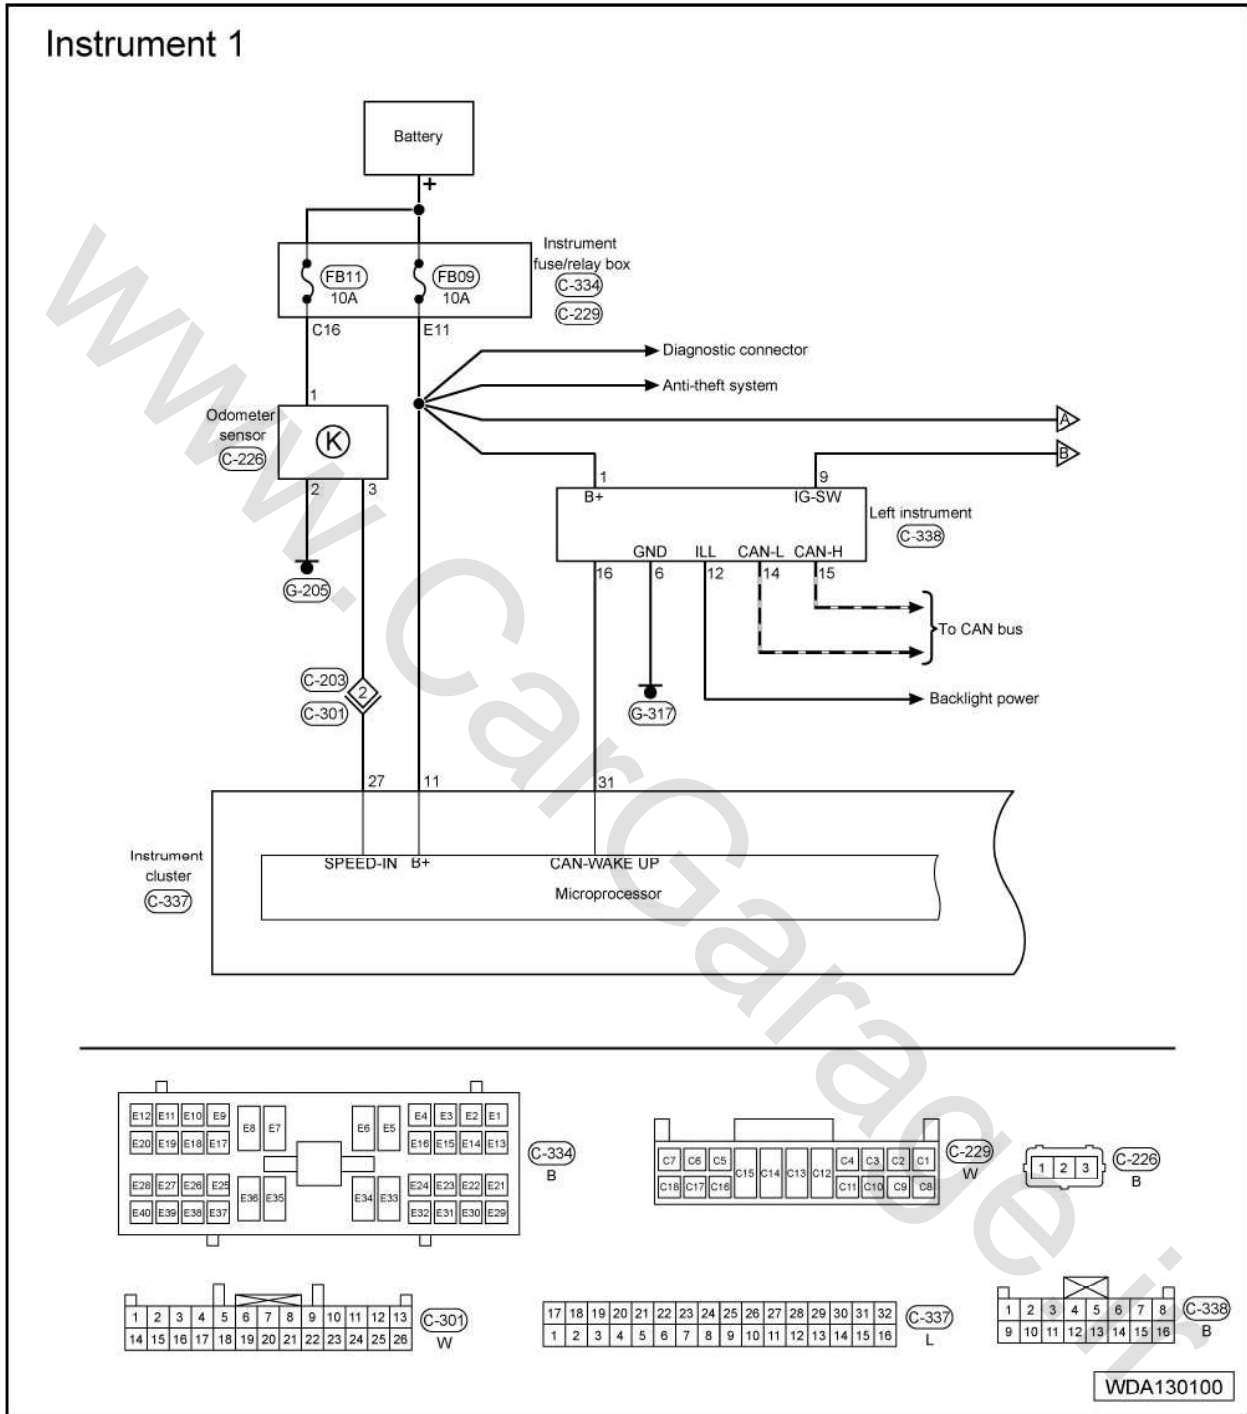 Instrument 1
Battery
+
Instrument
fuse/relay box
C-334
C-229
FB11
10A
FB09
10A
C16
E11
Diagnostic connector
Anti-theft system
A
B
1
Odometer
sensor
C-226
K
2
3
1
9
B+
IG-SW
Left instrument
C-338
GND
ILL
CAN-L
CAN-H
16
6
12
14
15
G-205
To CAN bus
C-203
2
C-301
G-317
Backlight power
27
11
31
Instrument
cluster
C-337
SPEED-IN
B+
CAN-WAKE UP
Microprocessor
E12 E11 E10 E9 E8 E7 E6 E5 E4 E3 E2 E1
E20 E19 E18 E17 E16 E15 E14 E13
E28 E27 E26 E25 E36 E35 E34 E33 E24 E23 E22 E21
E40 E39 E38 E37 E32 E31 E30 E29
C-334
B
C7 C6 C5 C15 C14 C13 C12 C4 C3 C2 C1
C18 C17 C16 C11 C10 C9 C8
C-229
W
1 2 3
C-226
B
1 2 3 4 5 6 7 8 9 10 11 12 13
14 15 16 17 18 19 20 21 22 23 24 25 26
C-301
W
17 18 19 20 21 22 23 24 25 26 27 28 29 30 31 32
1 2 3 4 5 6 7 8 9 10 11 12 13 14 15 16
C-337
L
1 2 3 4 5 6 7 8
9 10 11 12 13 14 15 16
C-338
B
WDA130100
www.CarGarage.ir